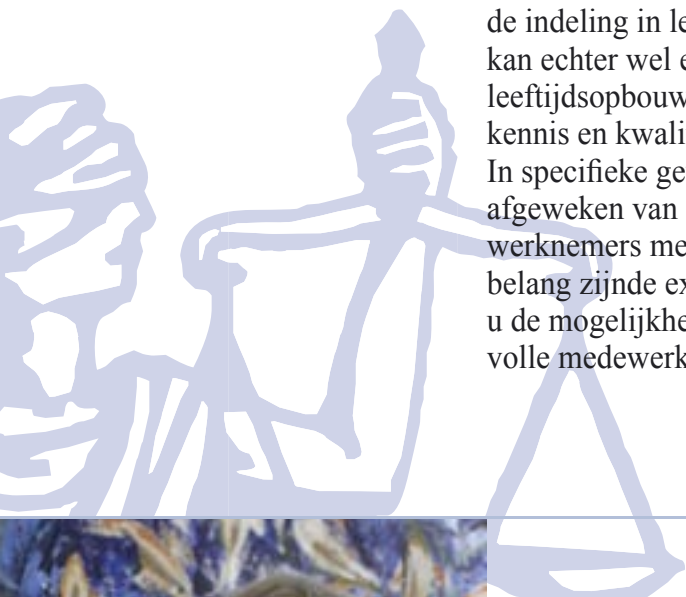 de indeling in le
kan echter wel e
leeftijdsopbouw
kennis en kwali
In specifieke ge
afgeweken van
werknemers me
belang zijnde ex
u de mogelijkhe
volle medewerk